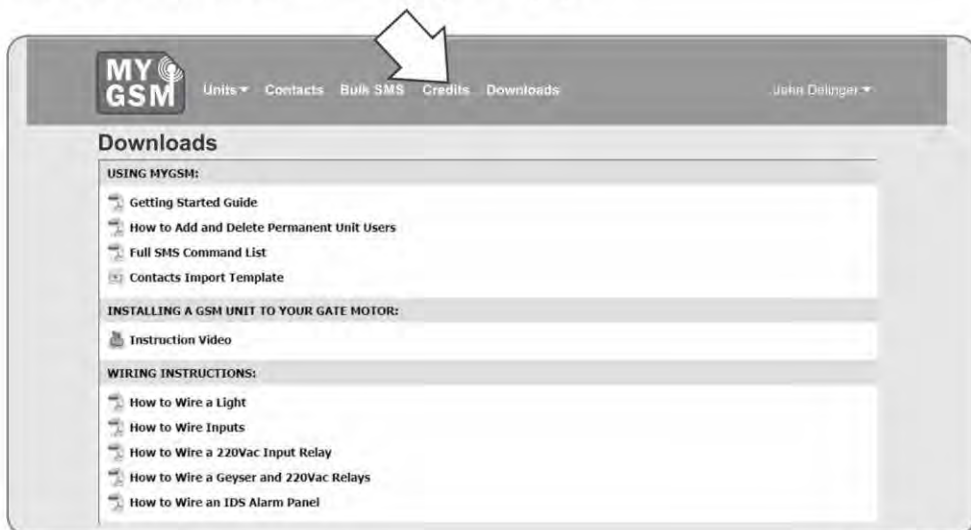 MY GSM
Units Contacts Bulk SMS Credits Downloads John Delinger
Downloads
USING MYGSM:
Getting Started Guide
How to Add and Delete Permanent Unit Users
Full SMS Command List
Contacts Import Template
INSTALLING A GSM UNIT TO YOUR GATE MOTOR:
Instruction Video
WIRING INSTRUCTIONS:
How to Wire a Light
How to Wire Inputs
How to Wire a 220Vac Input Relay
How to Wire a Geyser and 220Vac Relays
How to Wire an IDS Alarm Panel